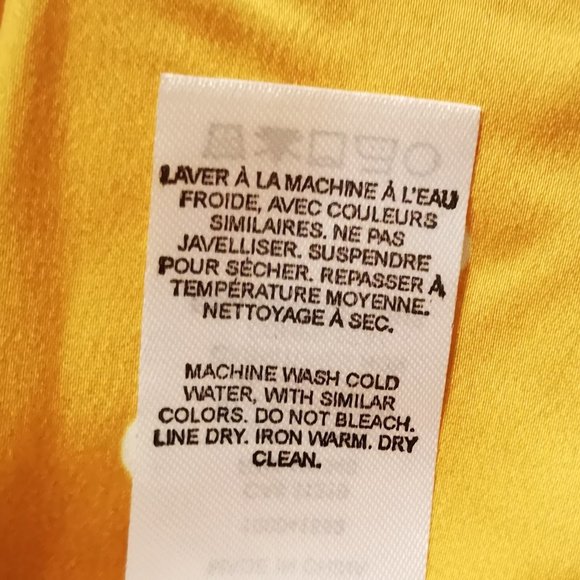 LAVER À LA MACHINE À L'EAU
FROIDE, AVEC COULEURS
SIMILAIRES. NE PAS
JAVELLISER. SUSPENDRE
POUR SÉCHER. REPASSER À
TEMPÉRATURE MOYENNE.
NETTOYAGE À SEC.
MACHINE WASH COLD
WATER, WITH SIMILAR
COLORS. DO NOT BLEACH.
LINE DRY. IRON WARM. DRY
CLEAN.